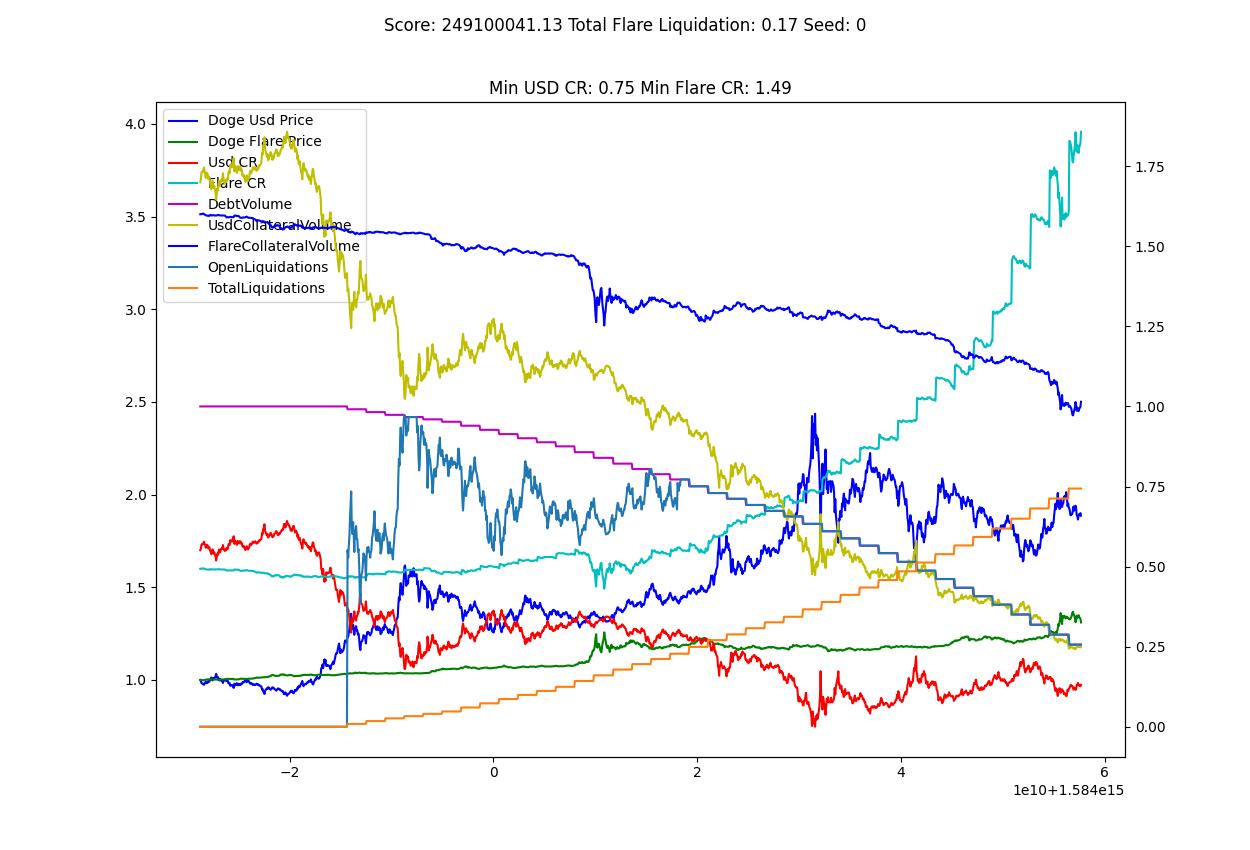 Score: 249100041.13 Total Flare Liquidation: 0.17 Seed: 0
Min USD CR: 0.75 Min Flare CR: 1.49
Doge Usd Price
Doge Flare Price
Usd CR
Flare CR
DebtVolume
UsdCollateralVolume
FlareCollateralVolume
OpenLiquidations
TotalLiquidations
4.0
3.5
3.0
2.5
2.0
1.5
1.0
1.75
1.50
1.25
1.00
0.75
0.50
0.25
0.00
−2
0
2
4
6
1e10+1.584e15